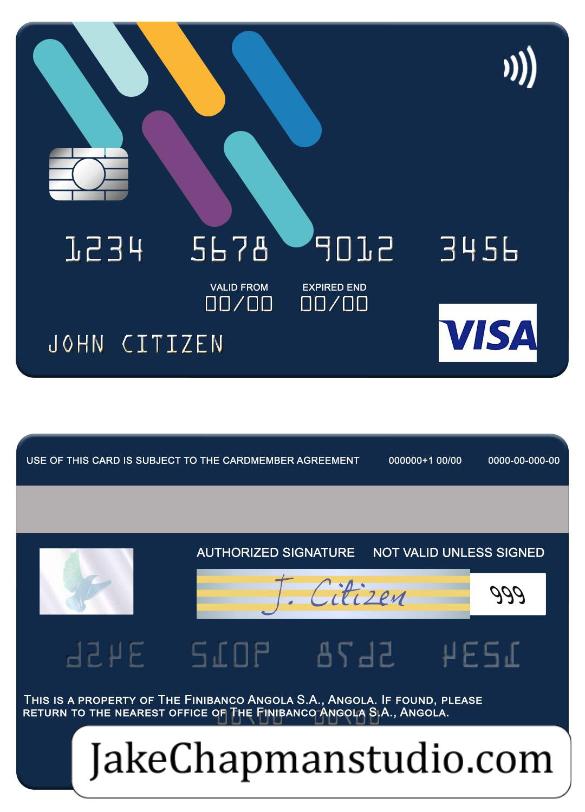 1234 5678 9012 3456
VALID FROM EXPIRED END
00/00 00/00
JOHN CITIZEN
VISA
USE OF THIS CARD IS SUBJECT TO THE CARDMEMBER AGREEMENT 000000+1 00/00 0000-00-000-00
AUTHORIZED SIGNATURE NOT VALID UNLESS SIGNED
J. Citizen 999
THIS IS A PROPERTY OF THE FINIBANCO ANGOLA S.A., ANGOLA. IF FOUND, PLEASE
RETURN TO THE NEAREST OFFICE OF THE FINIBANCO ANGOLA S.A., ANGOLA.
JakeChapmanstudio.com